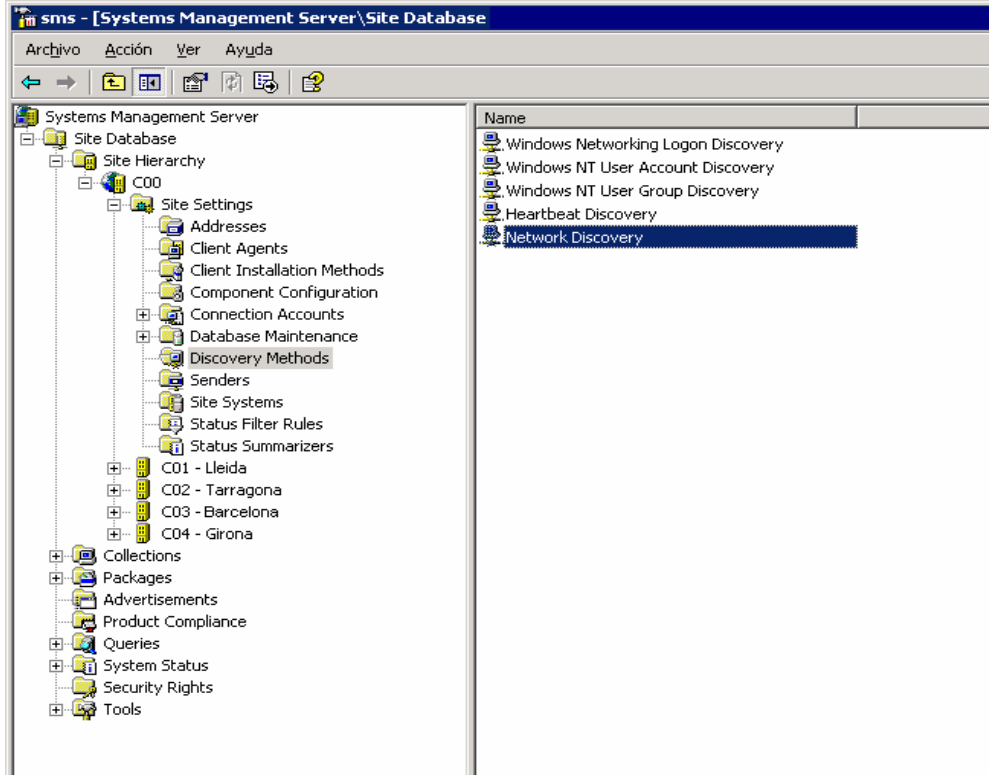 sms - [Systems Management Server\Site Database
Archivo Acción Ver Ayuda
Systems Management Server
Site Database
Site Hierarchy
C00
Site Settings
Addresses
Client Agents
Client Installation Methods
Component Configuration
Connection Accounts
Database Maintenance
Discovery Methods
Senders
Site Systems
Status Filter Rules
Status Summarizers
C01 - Lleida
C02 - Tarragona
C03 - Barcelona
C04 - Girona
Collections
Packages
Advertisements
Product Compliance
Queries
System Status
Security Rights
Tools
Name
Windows Networking Logon Discovery
Windows NT User Account Discovery
Windows NT User Group Discovery
Heartbeat Discovery
Network Discovery